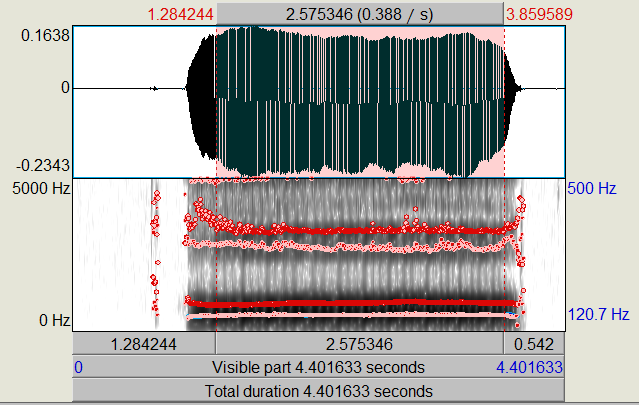 1.284244 2.575346 (0.388 / s) 3.859589
0.1638
0
-0.2343
5000 Hz 500 Hz
120.7 Hz
0 Hz
1.284244 2.575346 0.542
0 Visible part 4.401633 seconds 4.401633
Total duration 4.401633 seconds